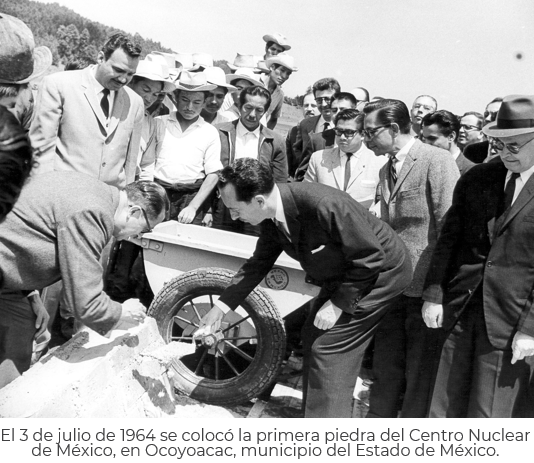 El 3 de julio de 1964 se colocó la primera piedra del Centro Nuclear
de México, en Ocoyoacac, municipio del Estado de México.